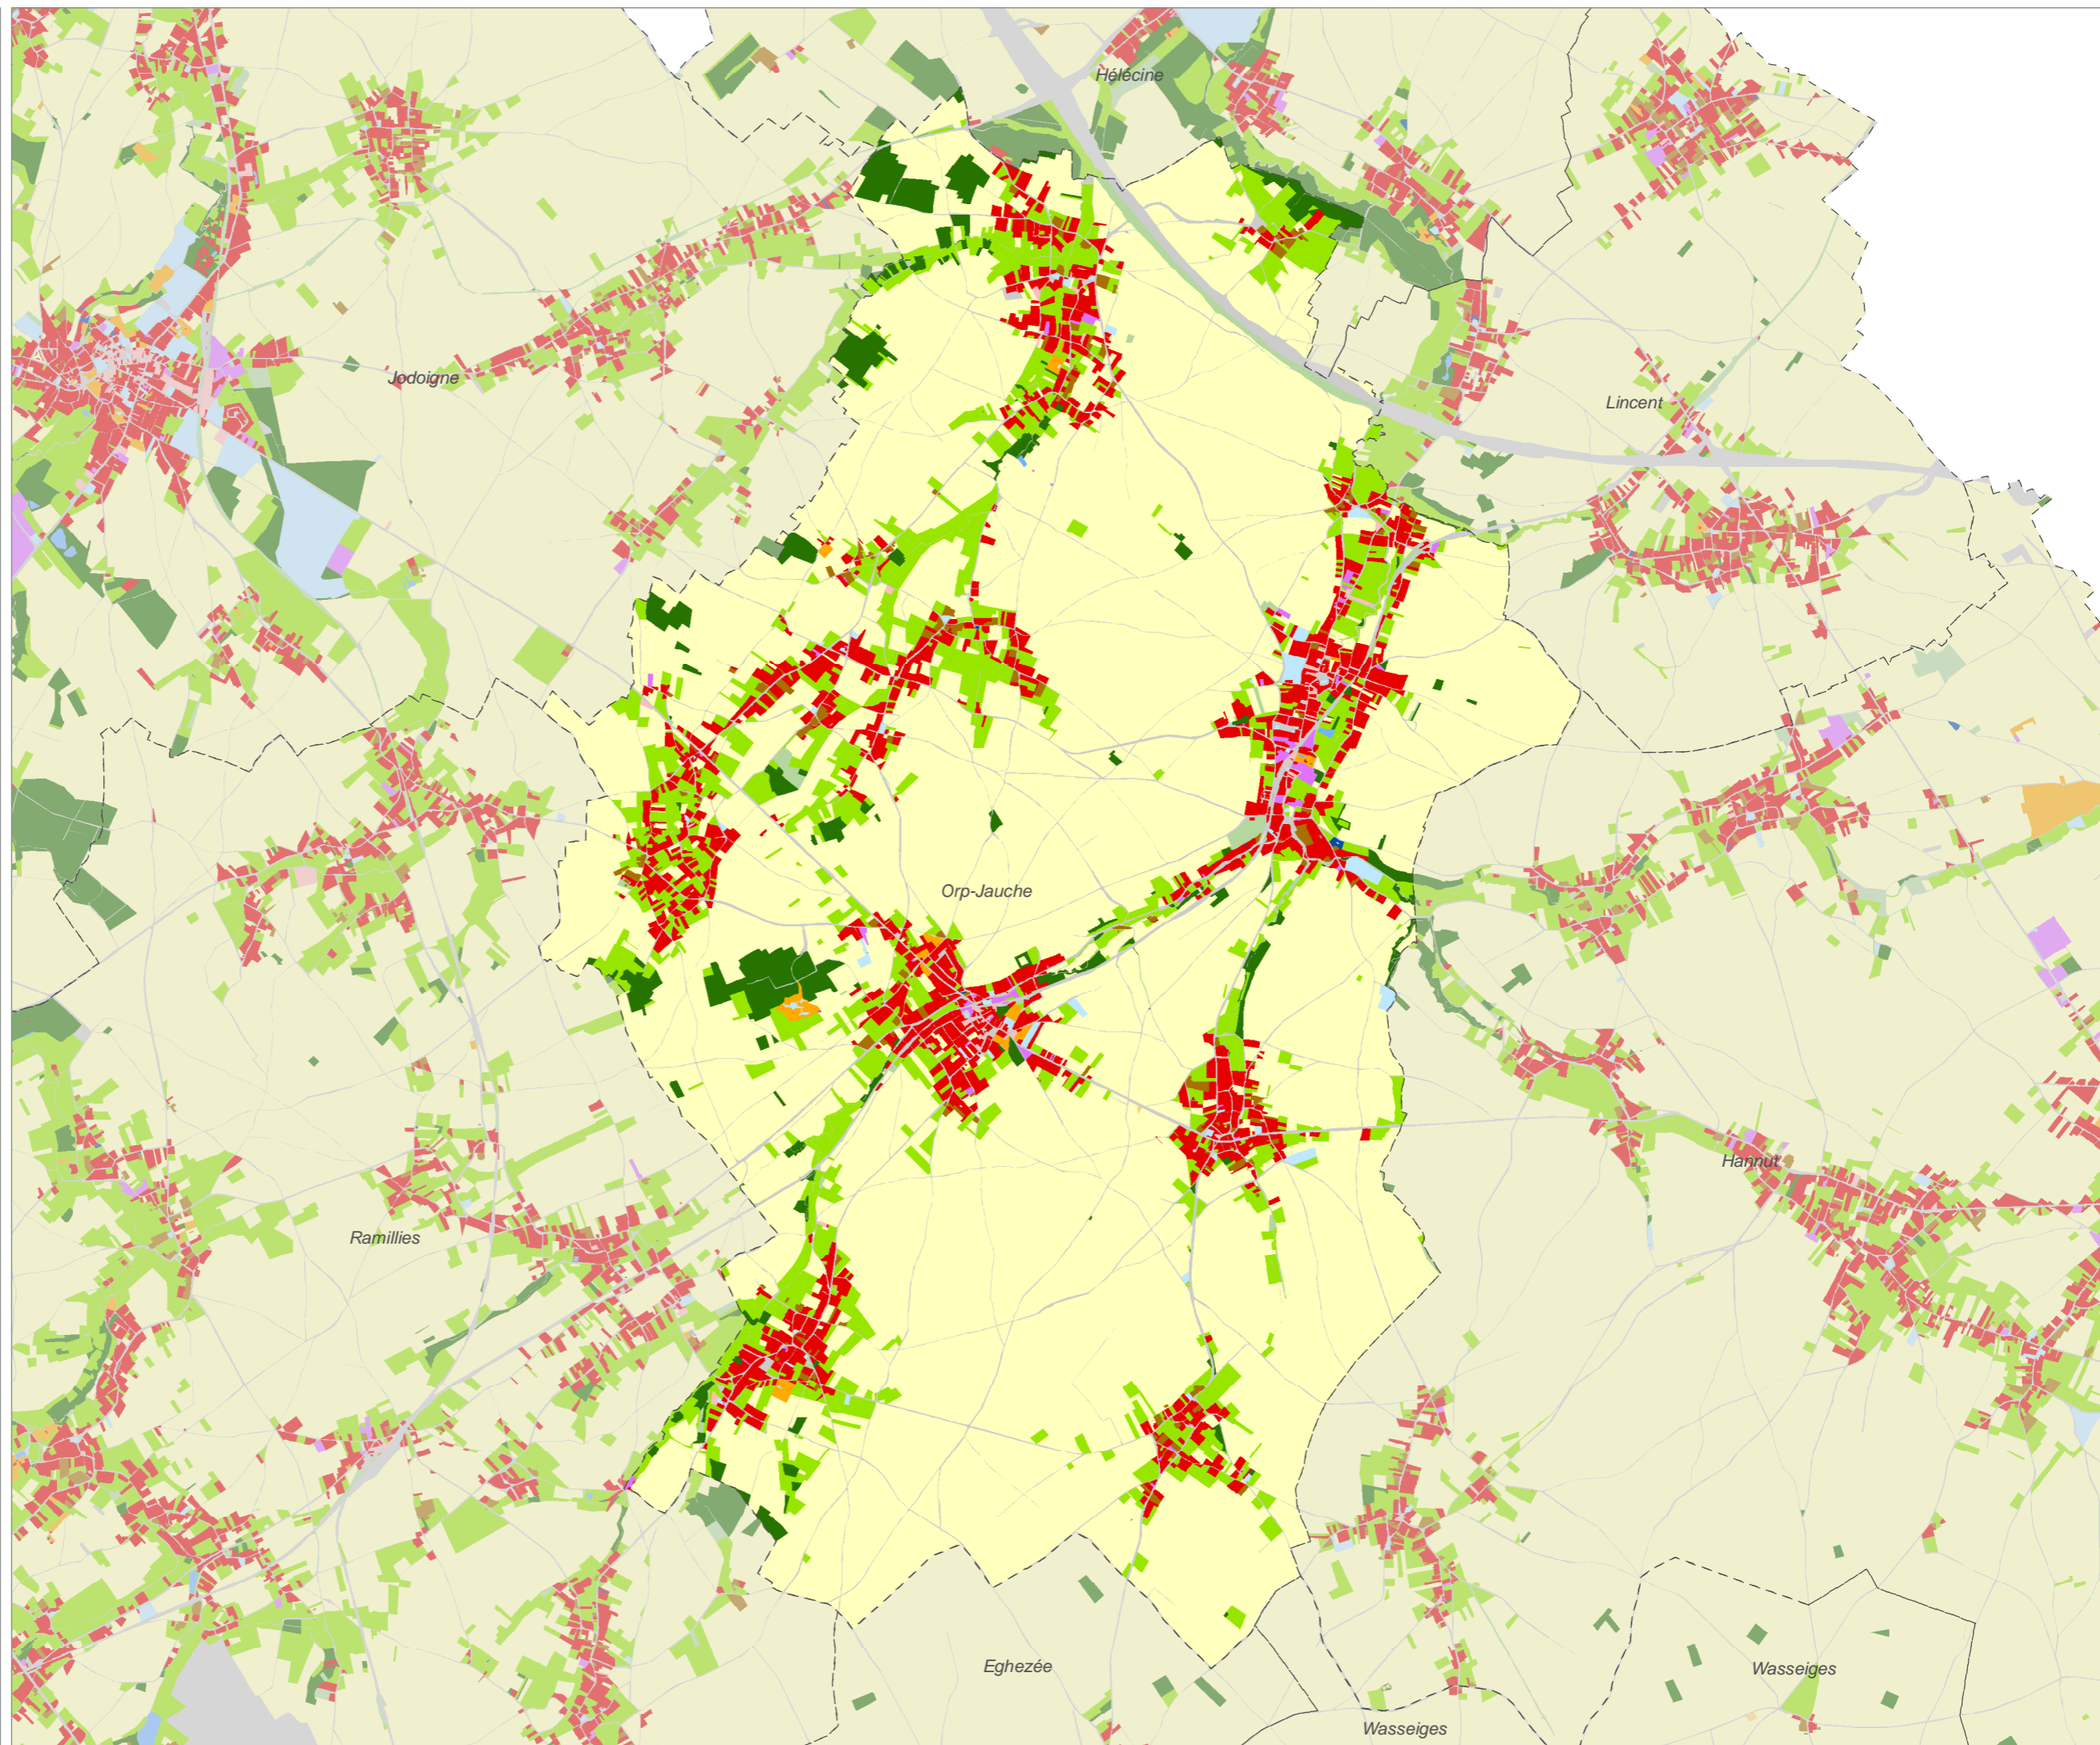 Hélécine
Jodoigne
Lincent
Orp-Jauche
Hannut
Ramillies
Eghezée
Wasseiges
Wasseiges